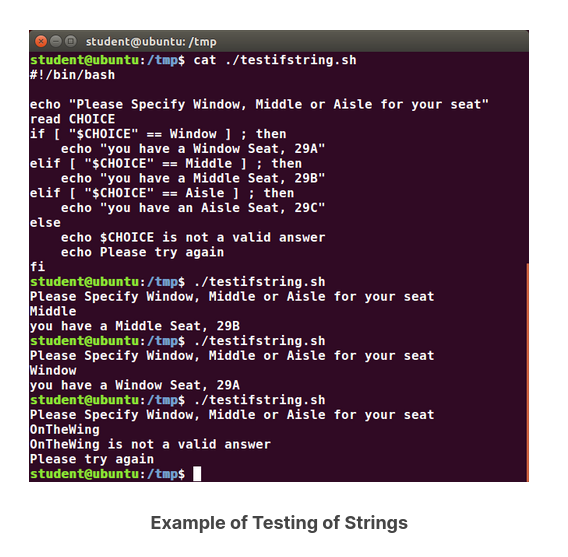 student@ubuntu: /tmp
student@ubuntu:/tmp$ cat ./testifstring.sh
#!/bin/bash
echo "Please Specify Window, Middle or Aisle for your seat"
read CHOICE
if [ "$CHOICE" == Window ] ; then
    echo "you have a Window Seat, 29A"
elif [ "$CHOICE" == Middle ] ; then
    echo "you have a Middle Seat, 29B"
elif [ "$CHOICE" == Aisle ] ; then
    echo "you have an Aisle Seat, 29C"
else
    echo $CHOICE is not a valid answer
    echo Please try again
fi
student@ubuntu:/tmp$ ./testifstring.sh
Please Specify Window, Middle or Aisle for your seat
Middle
you have a Middle Seat, 29B
student@ubuntu:/tmp$ ./testifstring.sh
Please Specify Window, Middle or Aisle for your seat
Window
you have a Window Seat, 29A
student@ubuntu:/tmp$ ./testifstring.sh
Please Specify Window, Middle or Aisle for your seat
OnTheWing
OnTheWing is not a valid answer
Please try again
student@ubuntu:/tmp$
Example of Testing of Strings